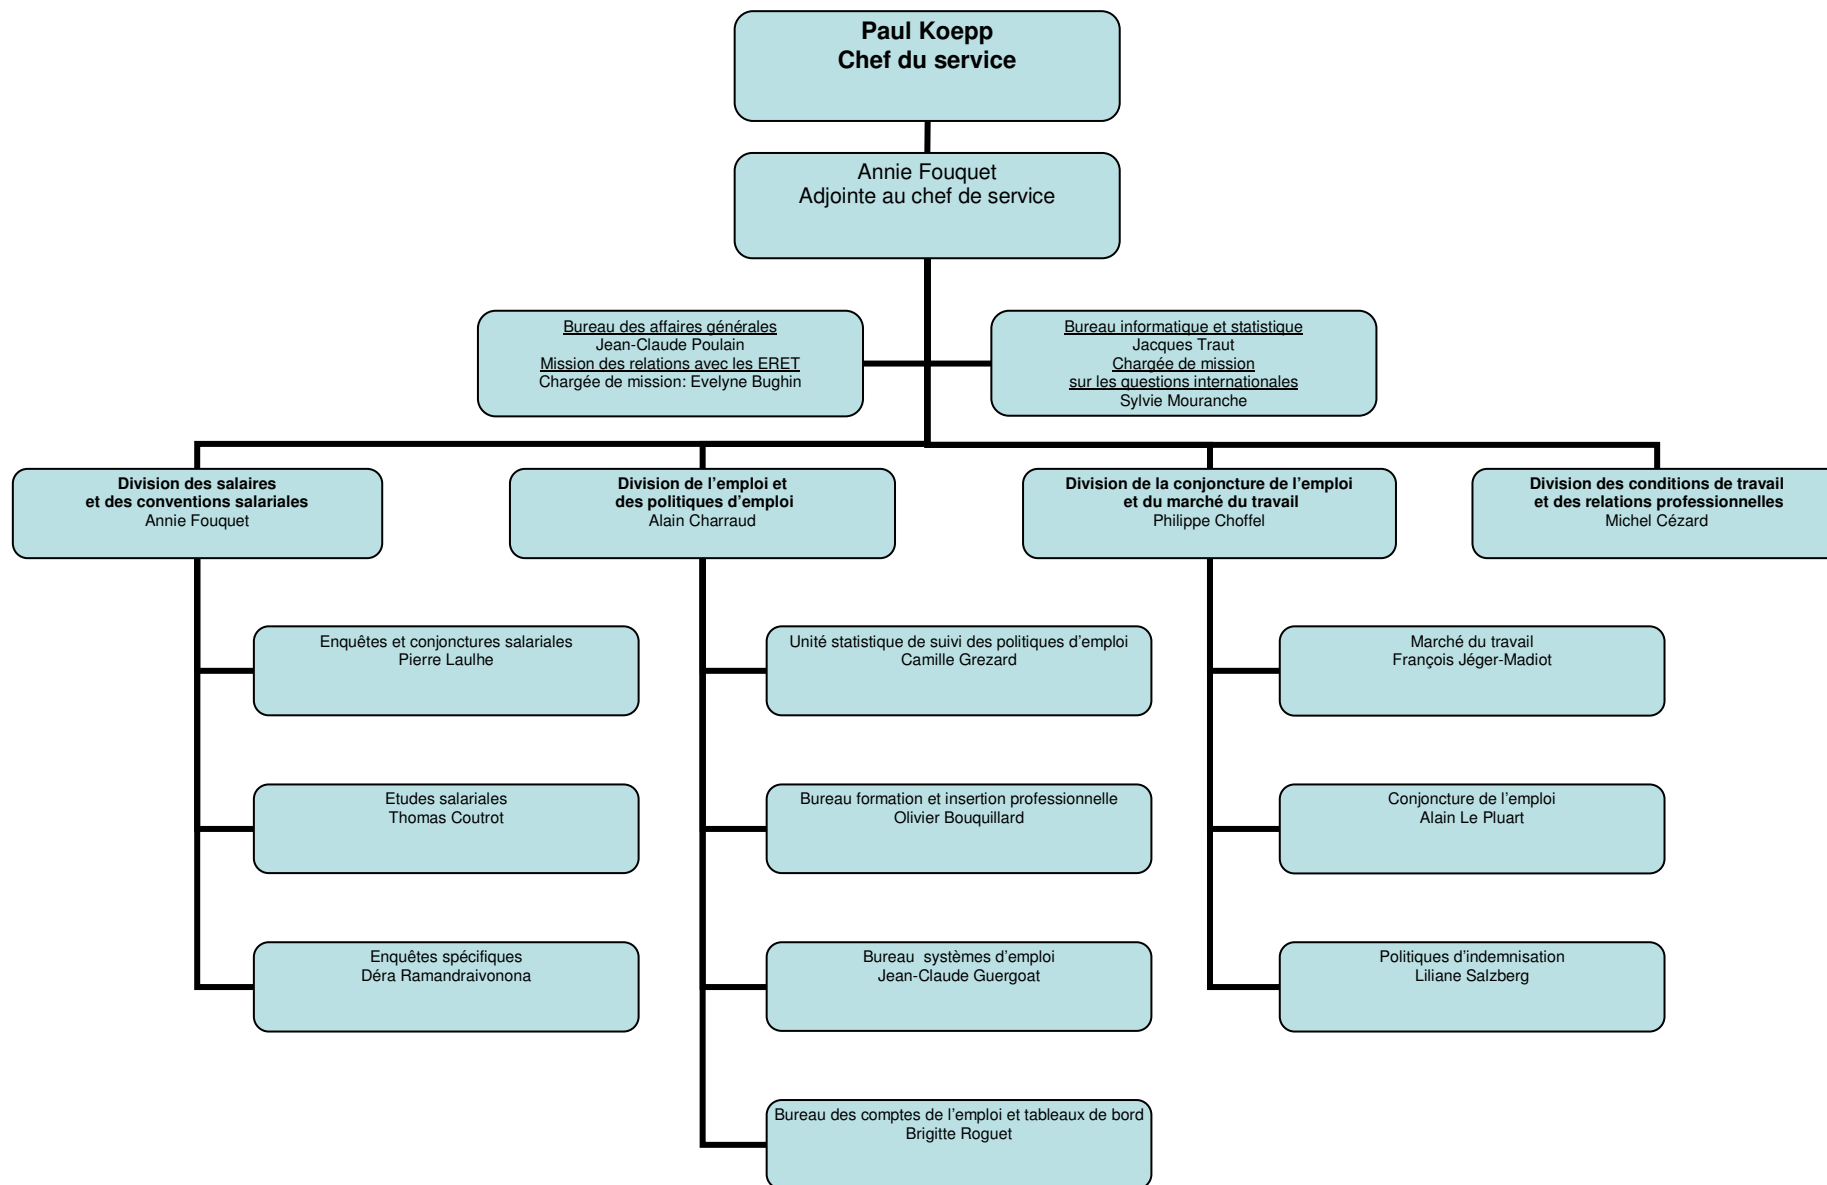 Paul Koepp
Chef du service
Annie Fouquet
Adjointe au chef de service
Bureau des affaires générales
Jean-Claude Poulain
Mission des relations avec les ERET
Chargée de mission: Evelyne Bughin
Bureau informatique et statistique
Jacques Traut
Chargée de mission
sur les questions internationales
Sylvie Mouranche
Division des salaires
et des conventions salariales
Annie Fouquet
Division de l’emploi et
des politiques d’emploi
Alain Charraud
Division de la conjoncture de l’emploi
et du marché du travail
Philippe Choffel
Division des conditions de travail
et des relations professionnelles
Michel Cézard
Enquêtes et conjonctures salariales
Pierre Laulhe
Unité statistique de suivi des politiques d’emploi
Camille Grezard
Marché du travail
François Jéger-Madiot
Etudes salariales
Thomas Coutrot
Bureau formation et insertion professionnelle
Olivier Bouquillard
Conjoncture de l’emploi
Alain Le Pluart
Enquêtes spécifiques
Déra Ramandraivonona
Bureau  systèmes d’emploi
Jean-Claude Guergoat
Politiques d’indemnisation
Liliane Salzberg
Bureau des comptes de l’emploi et tableaux de bord
Brigitte Roguet